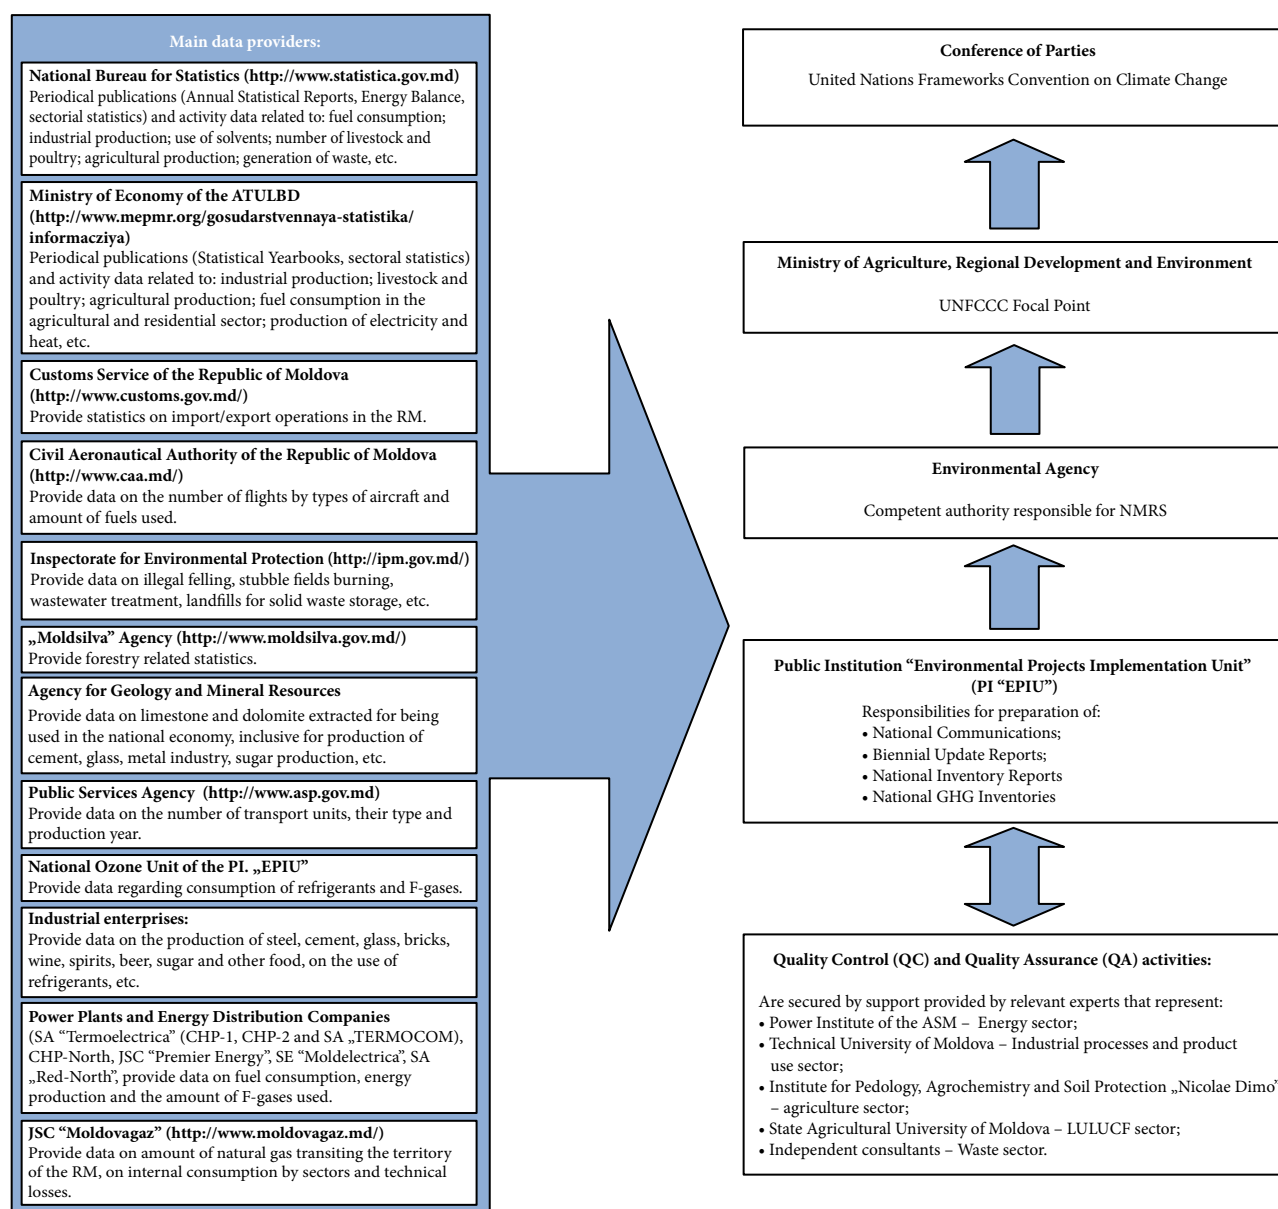 Main data providers:
National Bureau for Statistics (http://www.statistica.gov.md)
Periodical publications (Annual Statistical Reports, Energy Balance,
sectorial statistics) and activity data related to: fuel consumption;
industrial production; use of solvents; number of livestock and
poultry; agricultural production; generation of waste, etc.
Ministry of Economy of the ATULBD
(http://www.mepmr.org/gosudarstvennaya-statistika/
informacziya)
Periodical publications (Statistical Yearbooks, sectoral statistics)
and activity data related to: industrial production; livestock and
poultry; agricultural production; fuel consumption in the
agricultural and residential sector; production of electricity and
heat, etc.
Customs Service of the Republic of Moldova
(http://www.customs.gov.md/)
Provide statistics on import/export operations in the RM.
Civil Aeronautical Authority of the Republic of Moldova
(http://www.caa.md/)
Provide data on the number of flights by types of aircraft and
amount of fuels used.
Inspectorate for Environmental Protection (http://ipm.gov.md/)
Provide data on illegal felling, stubble fields burning,
wastewater treatment, landfills for solid waste storage, etc.
„Moldsilva” Agency (http://www.moldsilva.gov.md/)
Provide forestry related statistics.
Agency for Geology and Mineral Resources
Provide data on limestone and dolomite extracted for being
used in the national economy, inclusive for production of
cement, glass, metal industry, sugar production, etc.
Public Services Agency (http://www.asp.gov.md)
Provide data on the number of transport units, their type and
production year.
National Ozone Unit of the PI. „EPIU”
Provide data regarding consumption of refrigerants and F-gases.
Industrial enterprises:
Provide data on the production of steel, cement, glass, bricks,
wine, spirits, beer, sugar and other food, on the use of
refrigerants, etc.
Power Plants and Energy Distribution Companies
(SA “Termoelectrica” (CHP-1, CHP-2 and SA „TERMOCOM),
CHP-North, JSC “Premier Energy”, SE “Moldelectrica”, SA
„Red-North”, provide data on fuel consumption, energy
production and the amount of F-gases used.
JSC “Moldovagaz” (http://www.moldovagaz.md/)
Provide data on amount of natural gas transiting the territory
of the RM, on internal consumption by sectors and technical
losses.
Conference of Parties
United Nations Frameworks Convention on Climate Change
Ministry of Agriculture, Regional Development and Environment
UNFCCC Focal Point
Environmental Agency
Competent authority responsible for NMRS
Public Institution “Environmental Projects Implementation Unit”
(PI “EPIU”)
Responsibilities for preparation of:
• National Communications;
• Biennial Update Reports;
• National Inventory Reports
• National GHG Inventories
Quality Control (QC) and Quality Assurance (QA) activities:
Are secured by support provided by relevant experts that represent:
• Power Institute of the ASM – Energy sector;
• Technical University of Moldova – Industrial processes and product
use sector;
• Institute for Pedology, Agrochemistry and Soil Protection „Nicolae Dimo”
– agriculture sector;
• State Agricultural University of Moldova – LULUCF sector;
• Independent consultants – Waste sector.